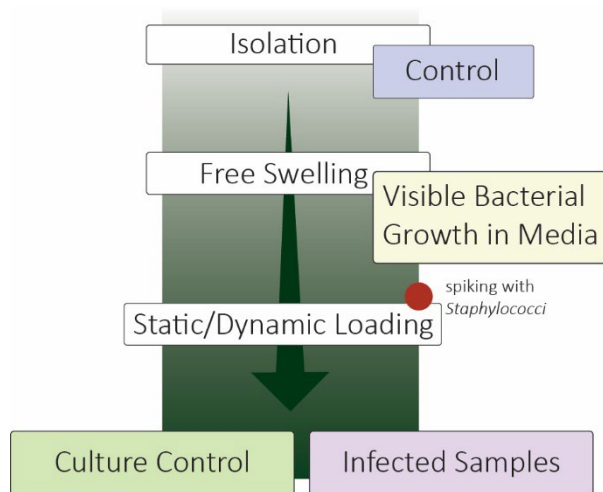 Isolation
Control
Free Swelling
Visible Bacterial
Growth in Media
spiking with
Staphylococci
Static/Dynamic Loading
Culture Control
Infected Samples